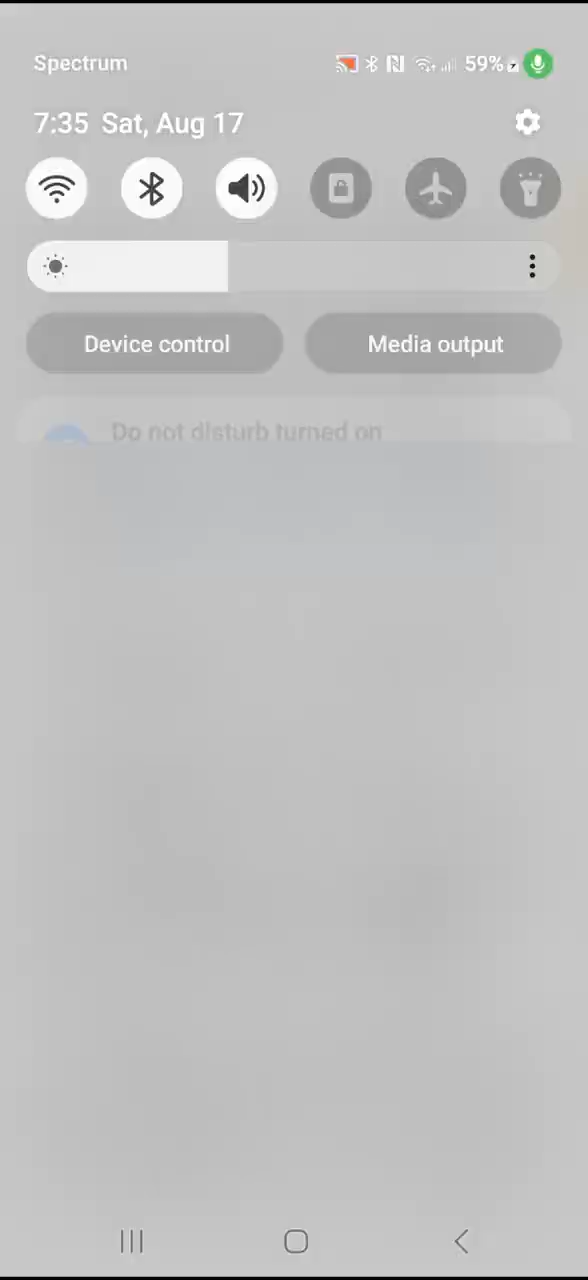 Spectrum 59%
7:35 Sat, Aug 17
Device control Media output
Do not disturb turned on